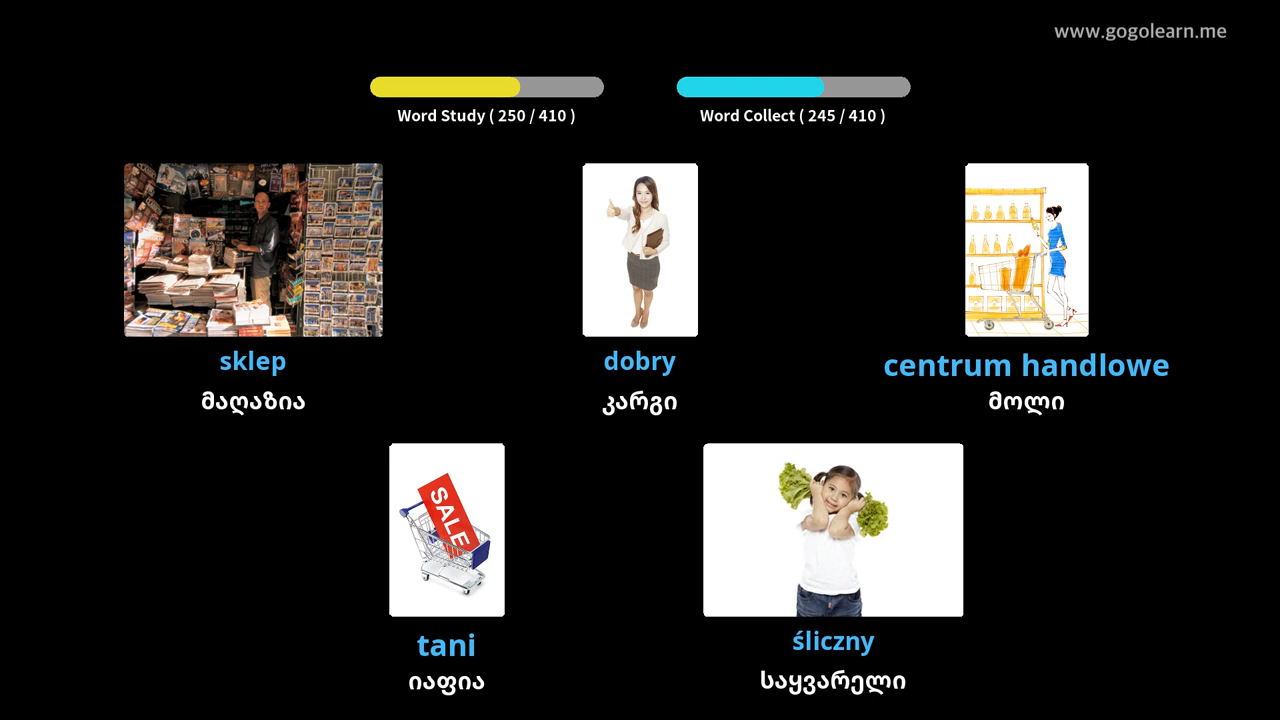 www.gogolearn.me
Word Study ( 250 / 410 )
Word Collect ( 245 / 410 )
sklep
dobry
centrum handlowe
მაღაზია
კარგი
მოლი
SALE
tani
śliczny
იაფია
საყვარელი